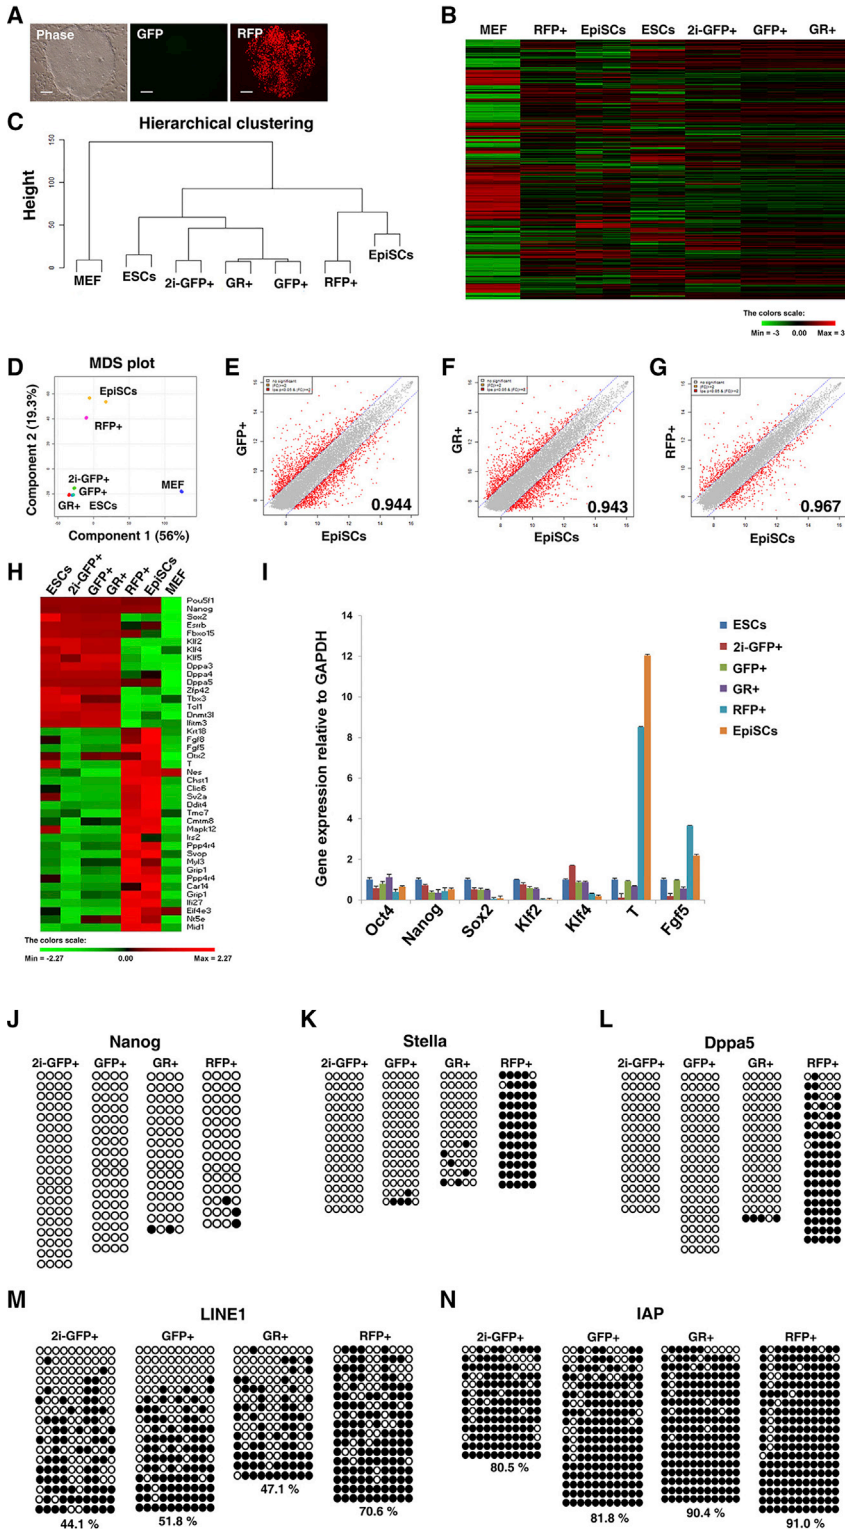 A
Phase
GFP
RFP
B
MEF RFP+ EpiSCs ESCs 2i-GFP+ GFP+ GR+
The colors scale:
Min = -3 0.00 Max = 3
C
Hierarchical clustering
Height
150
100
50
0
MEF
ESCs
2i-GFP+
GR+
GFP+
RFP+
EpiSCs
D
MDS plot
Component 2 (19.3%)
EpiSCs
RFP+
2i-GFP+
GFP+
GR+ ESCs
MEF
Component 1 (56%)
E
GFP+
0.944
EpiSCs
F
GR+
0.943
EpiSCs
G
RFP+
0.967
EpiSCs
H
ESCs
2i-GFP+
GFP+
GR+
RFP+
EpiSCs
MEF
Pou5f1
Nanog
Sox2
Esrrb
Fbxo15
Klf2
Klf4
Klf5
Dppa3
Dppa4
Dppa5
Zfp42
Tbx3
Tcl1
Dnmt3l
Ifitm3
Krt18
Fgf8
Fgf5
Otx2
T
Nes
Chst1
Clic6
Sv2a
Ddit4
Tmc7
Cmtm8
Mapk12
Irs2
Ppp4r4
Svop
Myl3
Grip1
Ppp4r4
Car14
Grip1
Ifi27
Eif4e3
Nt5e
Mid1
The colors scale:
Min = -2.27 0.00 Max = 2.27
I
Gene expression relative to GAPDH
14
12
10
8
6
4
2
0
Oct4
Nanog
Sox2
Klf2
Klf4
T
Fgf5
ESCs
2i-GFP+
GFP+
GR+
RFP+
EpiSCs
J
Nanog
2i-GFP+ GFP+ GR+ RFP+
K
Stella
2i-GFP+ GFP+ GR+ RFP+
L
Dppa5
2i-GFP+ GFP+ GR+ RFP+
M
LINE1
2i-GFP+ GFP+ GR+ RFP+
44.1 % 51.8 % 47.1 % 70.6 %
N
IAP
2i-GFP+ GFP+ GR+ RFP+
80.5 % 81.8 % 90.4 % 91.0 %